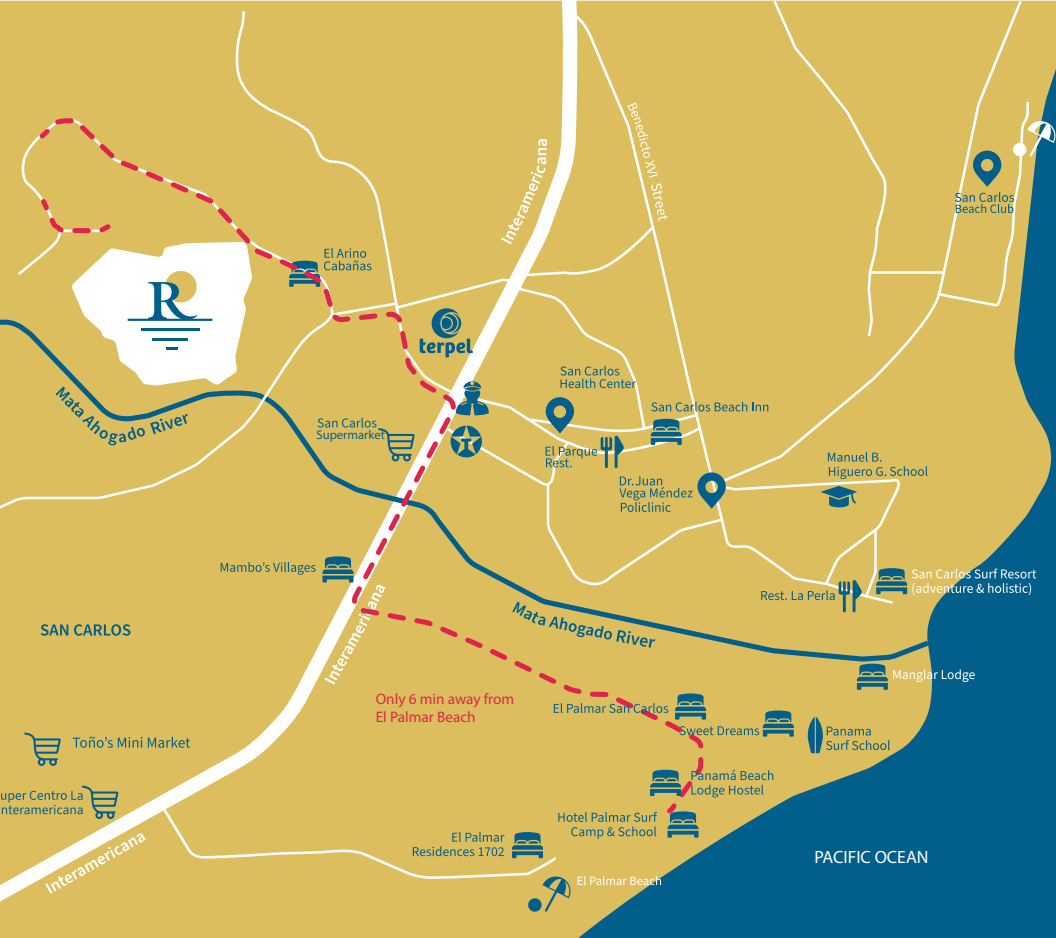 Benedicto XVI Street
Interamericana
San Carlos
Beach Club
El Arino
Cabañas
R
terpel
San Carlos
Health Center
San Carlos Beach Inn
Mata Ahogado River
San Carlos
Supermarket
T
El Parque
Rest.
Manuel B.
Higuero G. School
Dr.Juan
Vega Méndez
Policlinic
Mambo's Villages
San Carlos Surf Resort
(adventure & holistic)
Rest. La Perla
SAN CARLOS
Interamericana
Mata Ahogado River
Manglar Lodge
Only 6 min away from
El Palmar Beach
El Palmar San Carlos
Sweet Dreams
Panama
Surf School
Toño's Mini Market
Panamá Beach
Lodge Hostel
uper Centro La
nteramericana
Hotel Palmar Surf
Camp & School
El Palmar
Residences 1702
Interamericana
PACIFIC OCEAN
El Palmar Beach